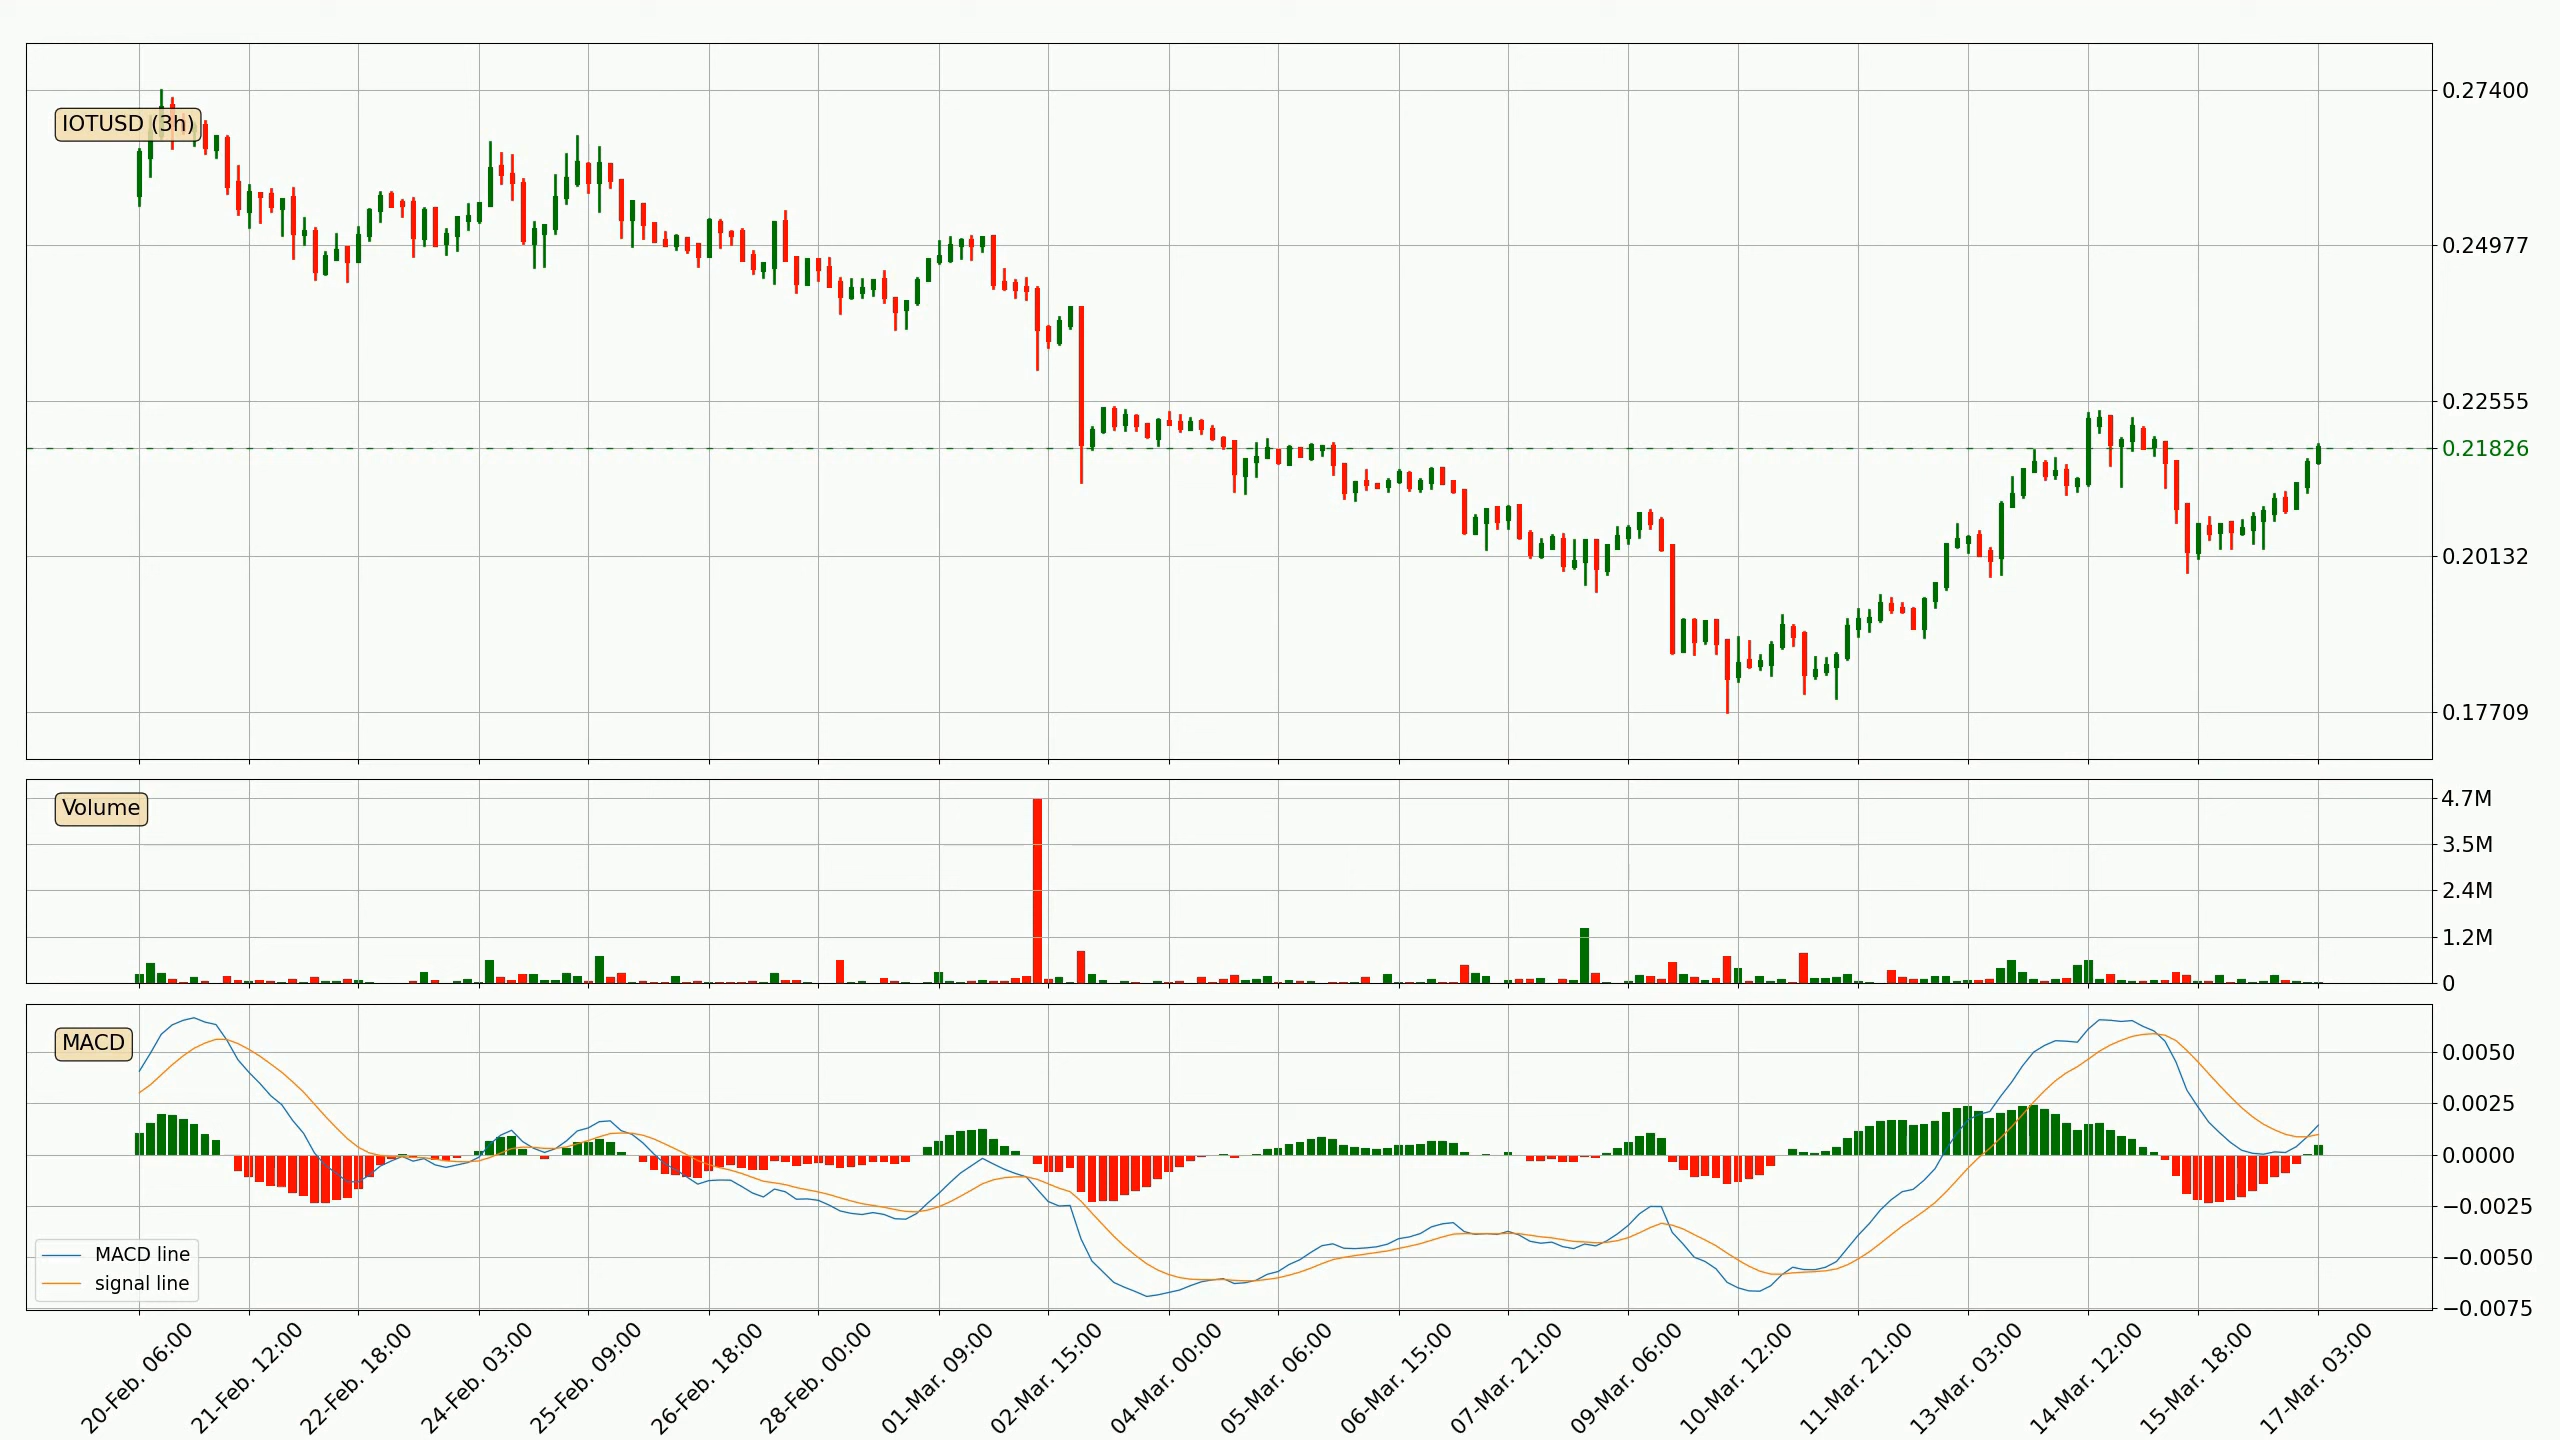 IOTUSD (3h)
0.27400
0.24977
0.22555
0.21826
0.20132
0.17709
Volume
4.7M
3.5M
2.4M
1.2M
0
MACD
0.0050
0.0025
0.0000
−0.0025
−0.0050
−0.0075
MACD line
signal line
20-Feb. 06:00
21-Feb. 12:00
22-Feb. 18:00
24-Feb. 03:00
25-Feb. 09:00
26-Feb. 18:00
28-Feb. 00:00
01-Mar. 09:00
02-Mar. 15:00
04-Mar. 00:00
05-Mar. 06:00
06-Mar. 15:00
07-Mar. 21:00
09-Mar. 06:00
10-Mar. 12:00
11-Mar. 21:00
13-Mar. 03:00
14-Mar. 12:00
15-Mar. 18:00
17-Mar. 03:00